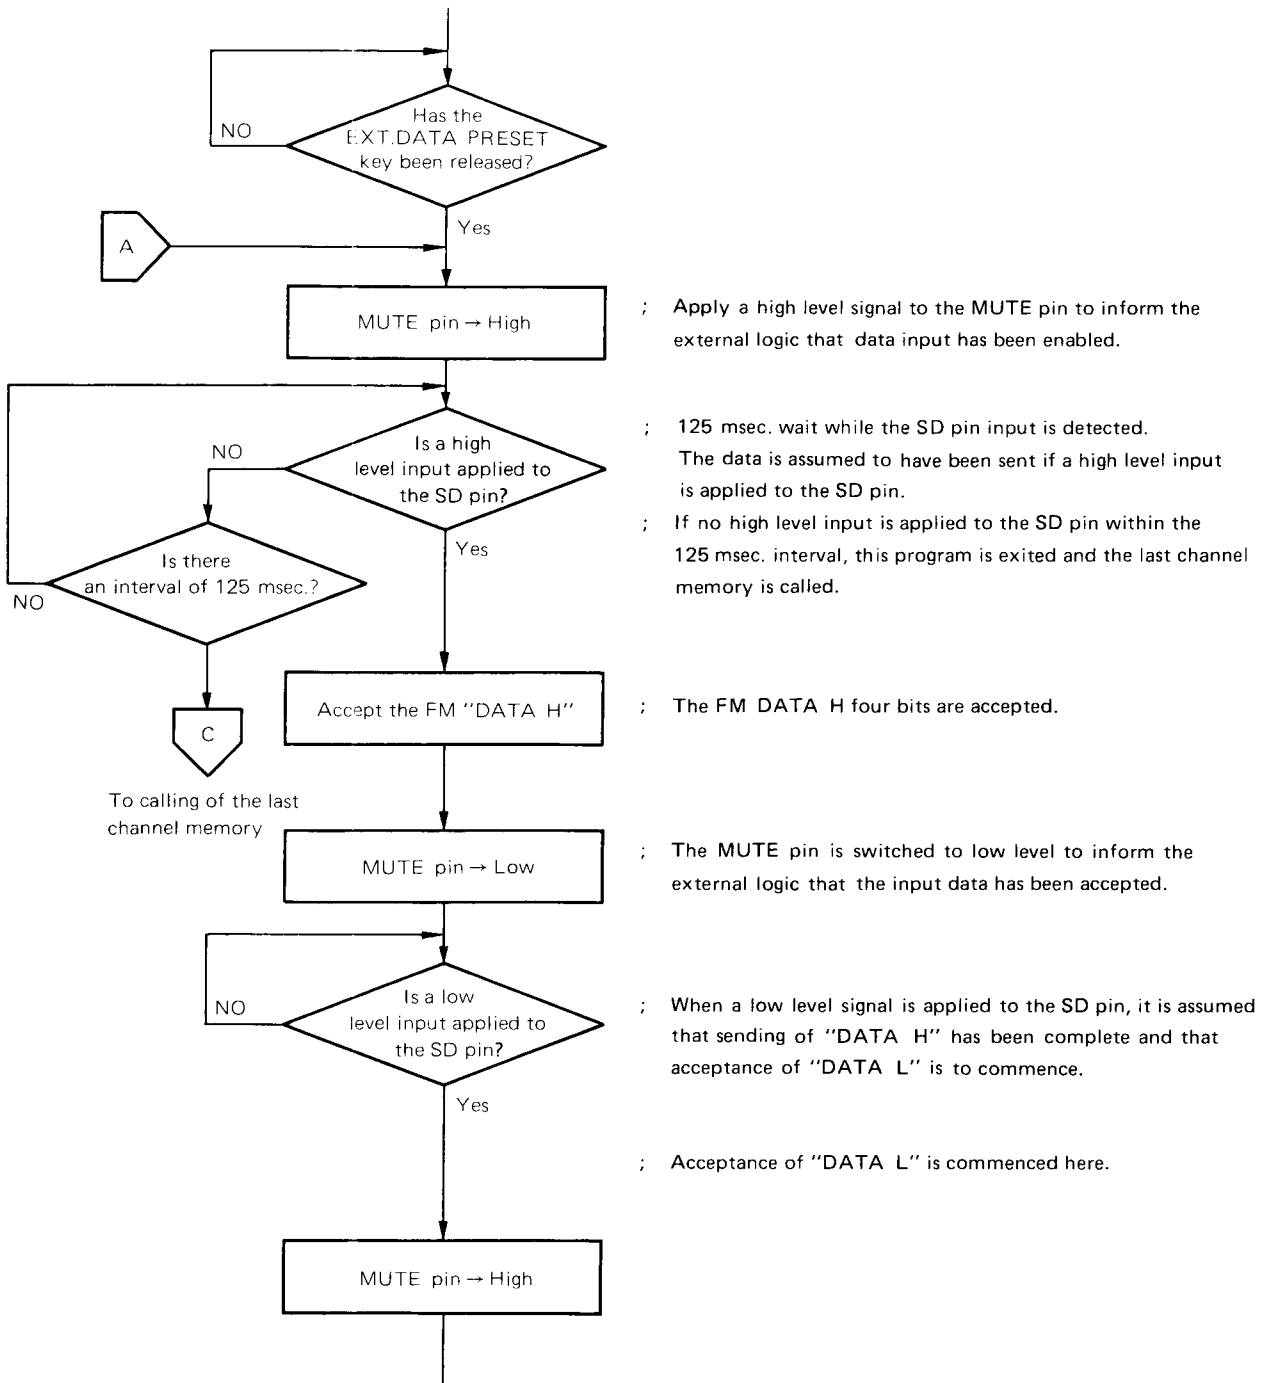 Has the
EXT.DATA PRESET
key been released?
NO
Yes
A
MUTE pin → High
; Apply a high level signal to the MUTE pin to inform the
external logic that data input has been enabled.
Is a high
level input applied to
the SD pin?
NO
Yes
; 125 msec. wait while the SD pin input is detected.
The data is assumed to have been sent if a high level input
is applied to the SD pin.
; If no high level input is applied to the SD pin within the
125 msec. interval, this program is exited and the last channel
memory is called.
Is there
an interval of 125 msec.?
NO
C
To calling of the last
channel memory
Accept the FM "DATA H"
; The FM DATA H four bits are accepted.
MUTE pin → Low
; The MUTE pin is switched to low level to inform the
external logic that the input data has been accepted.
Is a low
level input applied to
the SD pin?
NO
Yes
; When a low level signal is applied to the SD pin, it is assumed
that sending of "DATA H" has been complete and that
acceptance of "DATA L" is to commence.
; Acceptance of "DATA L" is commenced here.
MUTE pin → High